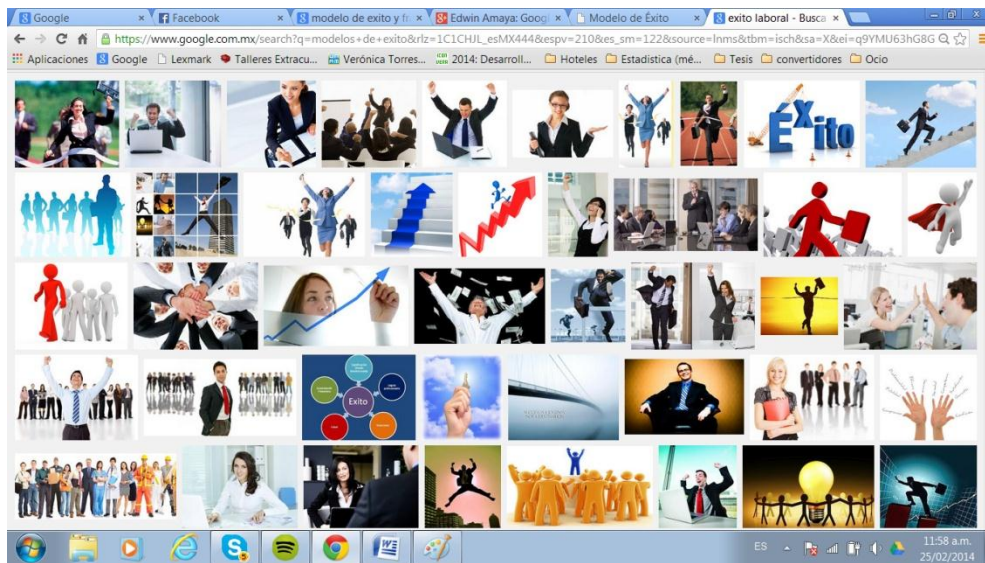 Google
Facebook
modelo de exito y fr
Edwin Amaya: Goog
Modelo de Éxito
exito laboral - Busca
https://www.google.com.mx/search?q=modelos+de+exito&rlz=1C1CHJL_esMX444&espv=210&es_sm=122&source=lnms&tbm=isch&sa=X&ei=q9YMU63hG8G
Aplicaciones
Google
Lexmark
Talleres Extracu...
Verónica Torres...
2014: Desarroll...
Hoteles
Estadistica (mé...
Tesis
convertidores
Ocio
Éxito
Exito
ES
11:58 a.m.
25/02/2014